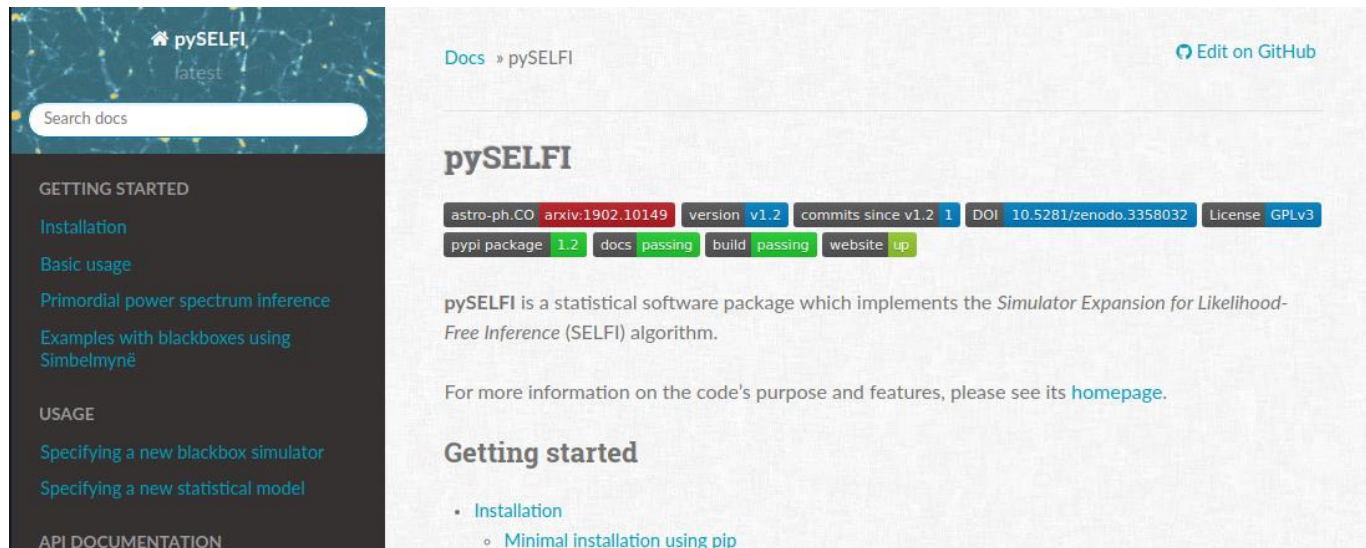 pySELFI
latest
Search docs
GETTING STARTED
Installation
Basic usage
Primordial power spectrum inference
Examples with blackboxes using
Simbelmynë
USAGE
Specifying a new blackbox simulator
Specifying a new statistical model
API DOCUMENTATION
Docs » pySELFI
Edit on GitHub
pySELFI
astro-ph.CO arxiv:1902.10149 version v1.2 commits since v1.2 1 DOI 10.5281/zenodo.3358032 License GPLv3
pypi package 1.2 docs passing build passing website up
pySELFI is a statistical software package which implements the Simulator Expansion for Likelihood-
Free Inference (SELFI) algorithm.
For more information on the code's purpose and features, please see its homepage.
Getting started
• Installation
◦ Minimal installation using pip